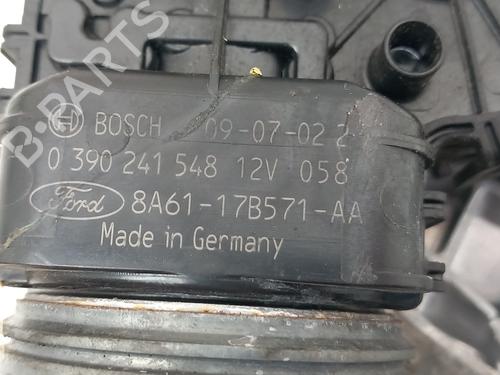 B-PARTS
BOSCH 09-07-02 2
0 390 241 548 12V 058
Ford 8A61-17B571-AA
Made in Germany